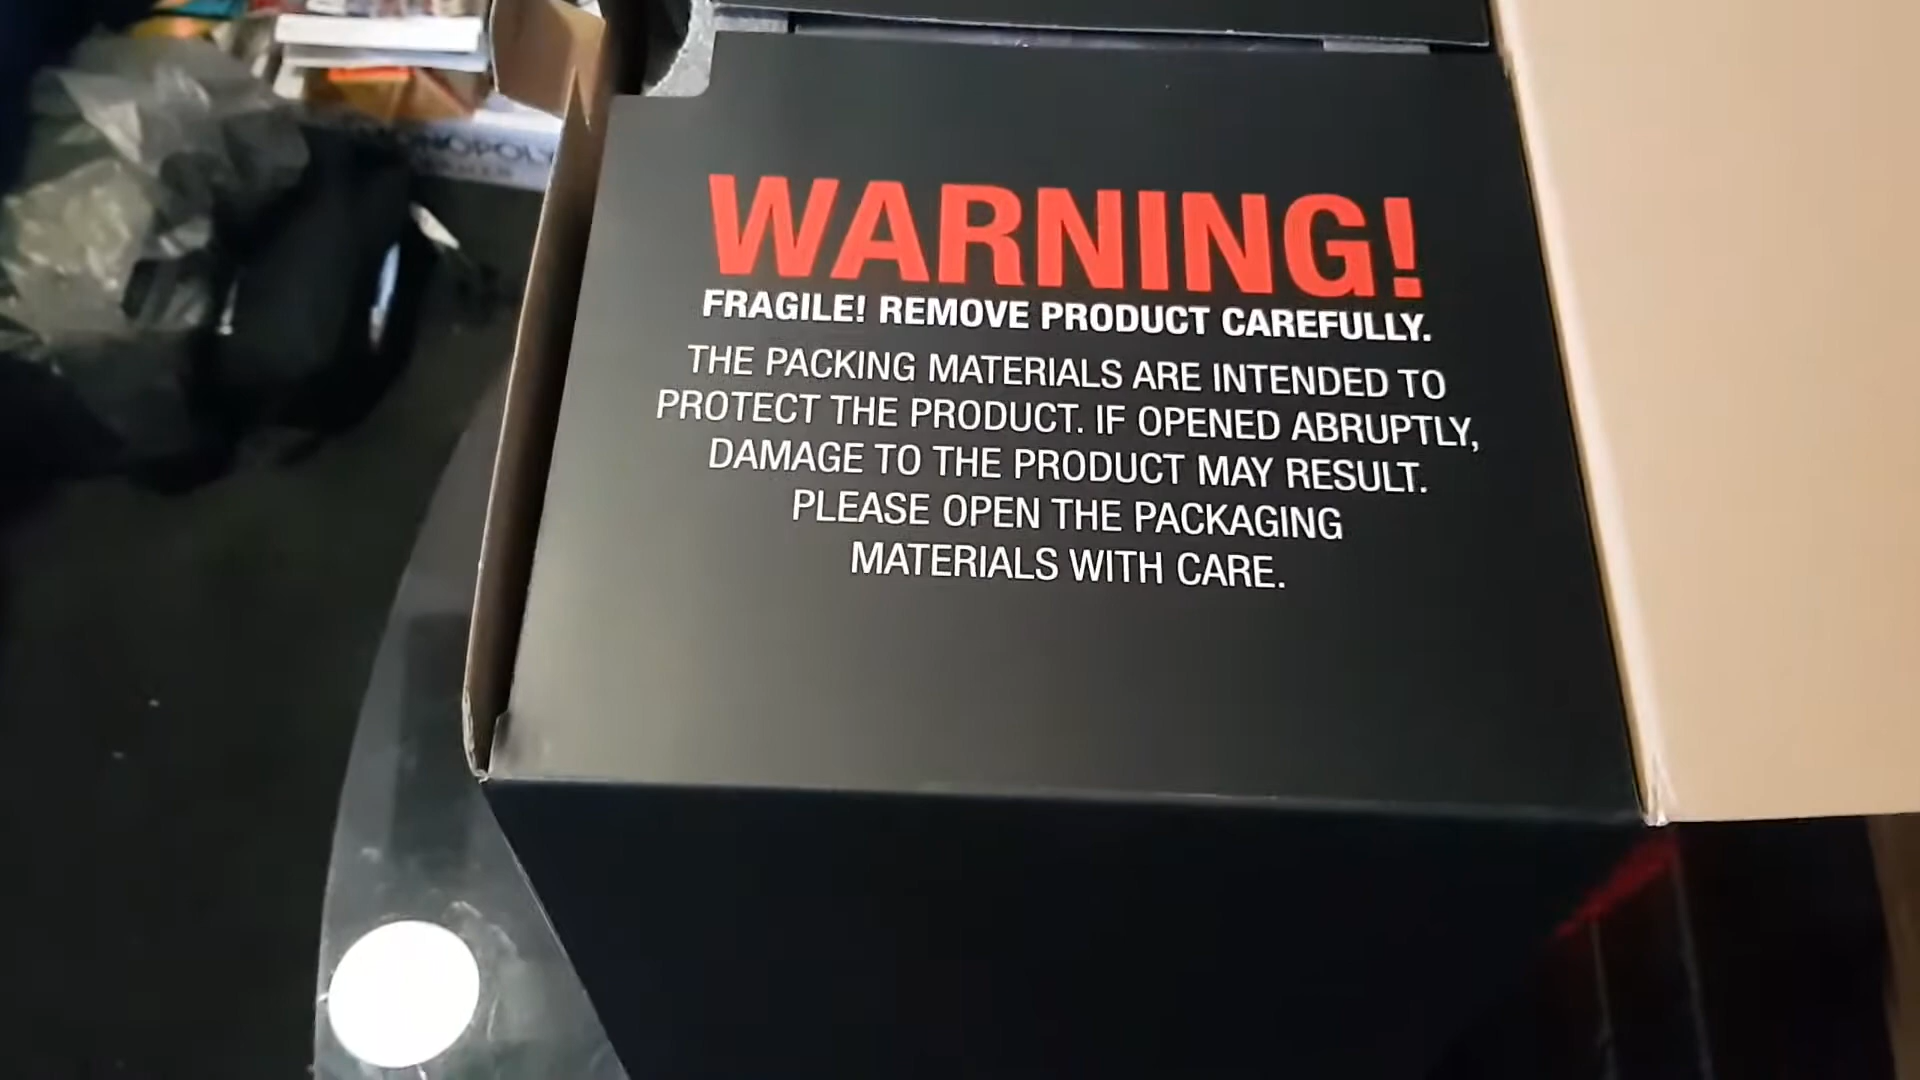 MONOPOLY
WARNING!
FRAGILE! REMOVE PRODUCT CAREFULLY.
THE PACKING MATERIALS ARE INTENDED TO
PROTECT THE PRODUCT. IF OPENED ABRUPTLY,
DAMAGE TO THE PRODUCT MAY RESULT.
PLEASE OPEN THE PACKAGING
MATERIALS WITH CARE.